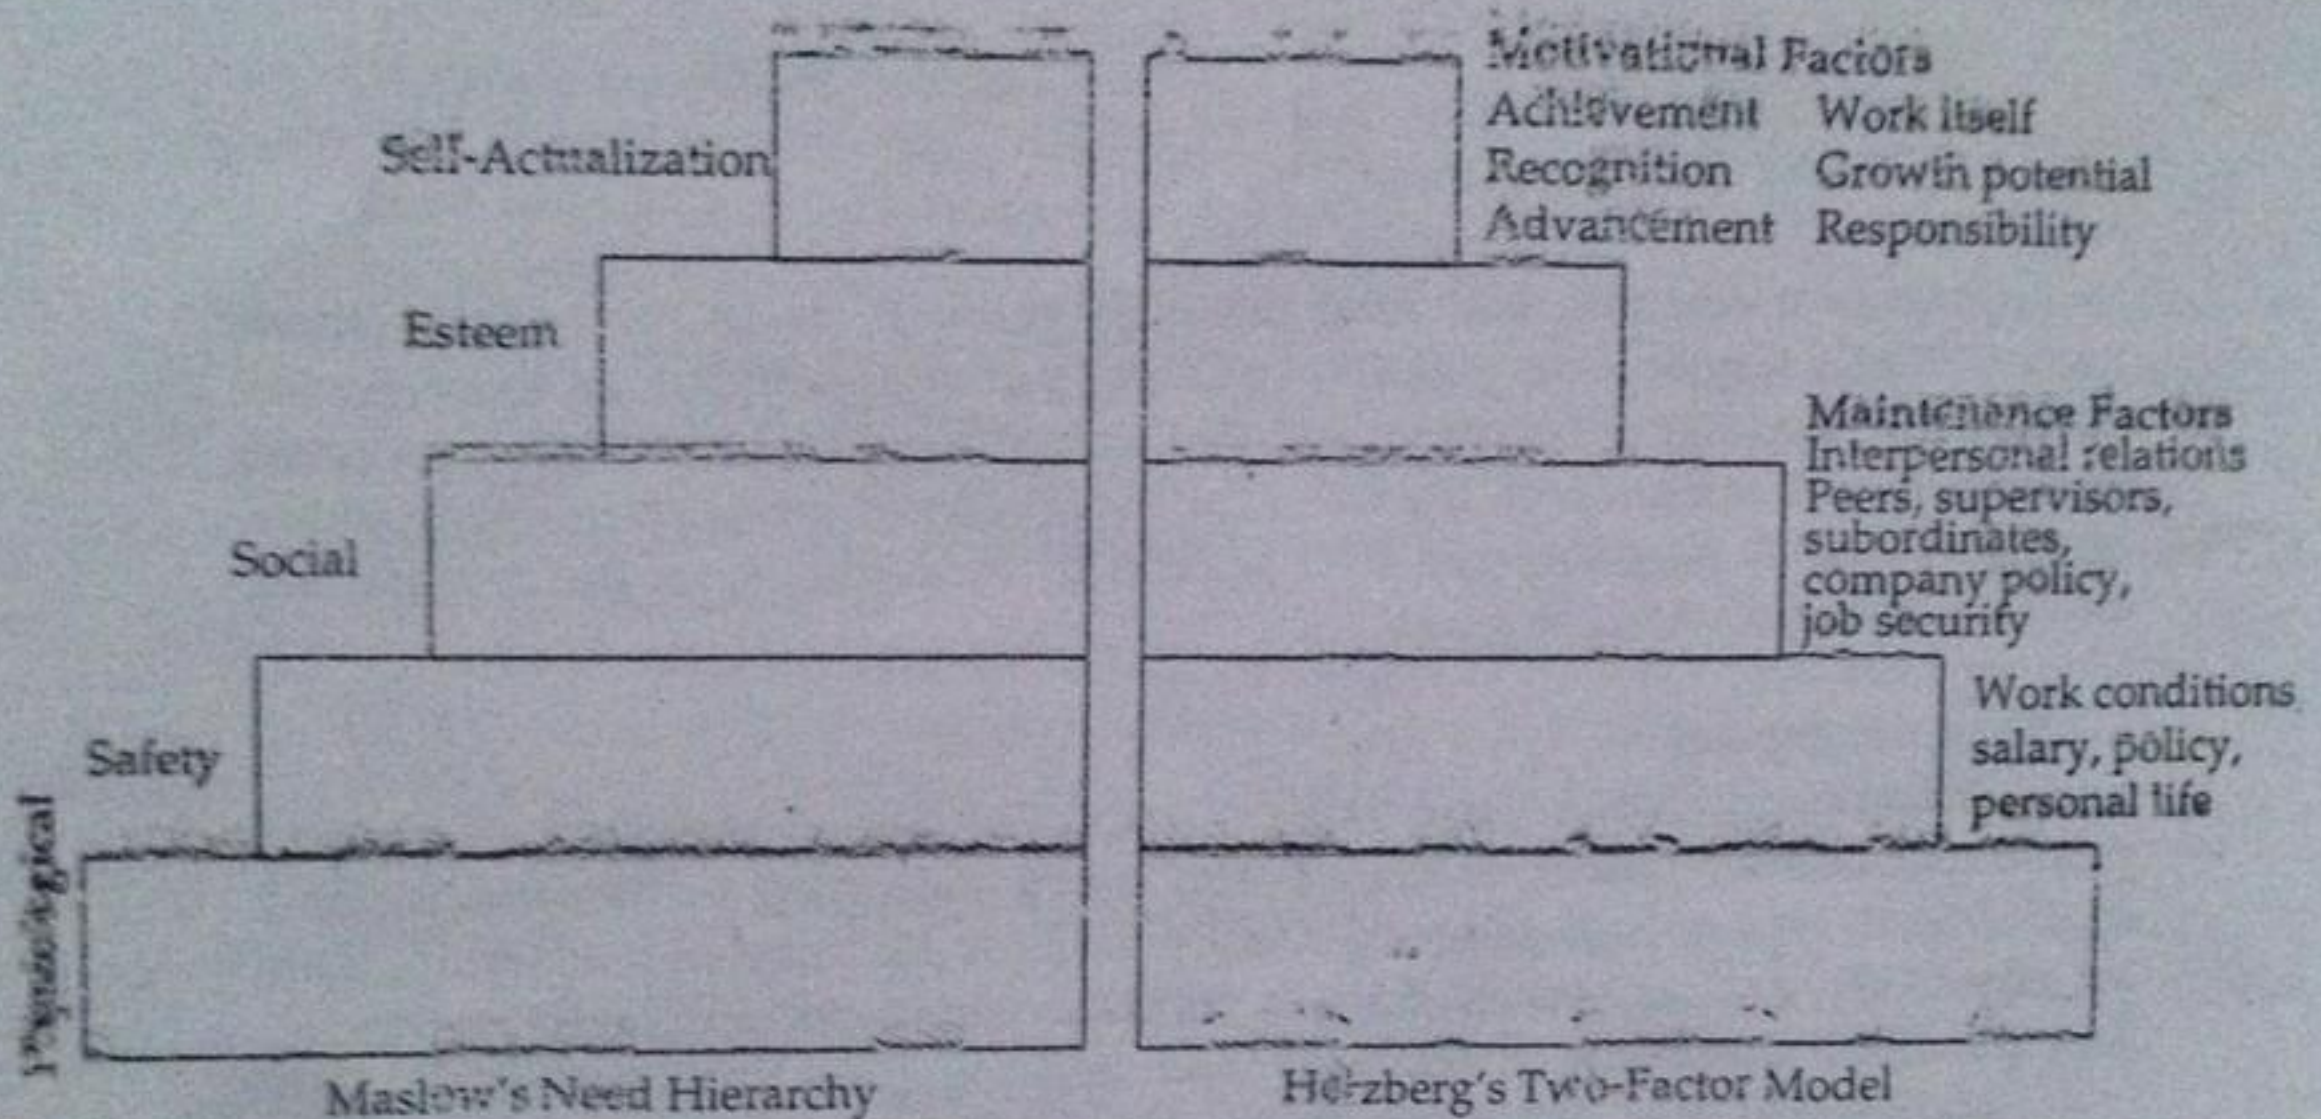 Motivational Factors
Achievement Work itself
Recognition Growth potential
Advancement Responsibility
Self-Actualization
Esteem
Maintenance Factors
Interpersonal relations
Peers, supervisors,
subordinates,
company policy,
job security
Social
Work conditions
salary, policy,
personal life
Safety
Physiological
Maslow's Need Hierarchy
Herzberg's Two-Factor Model